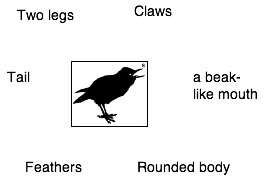 Two legs
Claws
Tail
a beak-
like mouth
Feathers
Rounded body